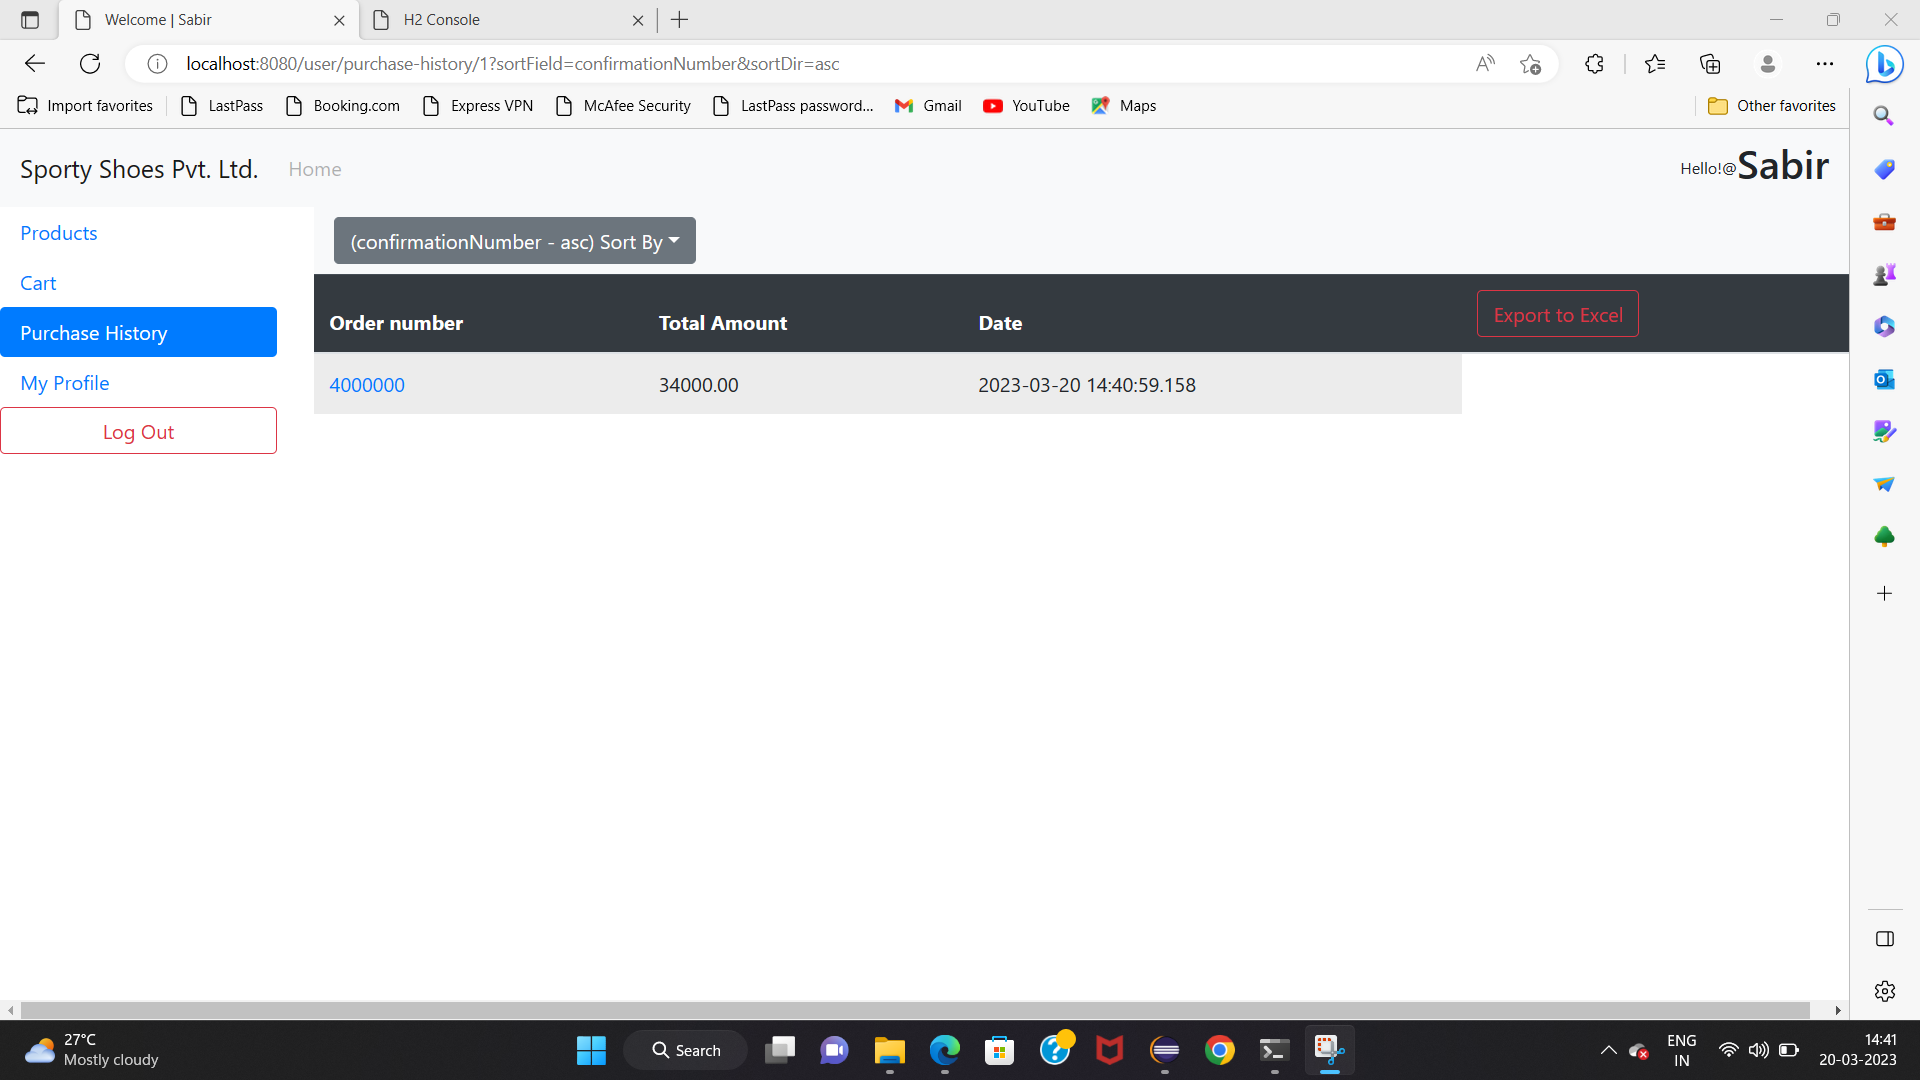 Welcome | Sabir
H2 Console
localhost:8080/user/purchase-history/1?sortField=confirmationNumber&sortDir=asc
Import favorites
LastPass
Booking.com
Express VPN
McAfee Security
LastPass password...
Gmail
YouTube
Maps
Other favorites
Sporty Shoes Pvt. Ltd.
Home
Hello!@Sabir
Products
Cart
Purchase History
My Profile
Log Out
(confirmationNumber - asc) Sort By
Order number
Total Amount
Date
Export to Excel
4000000
34000.00
2023-03-20 14:40:59.158
27°C
Mostly cloudy
Search
ENG
IN
14:41
20-03-2023